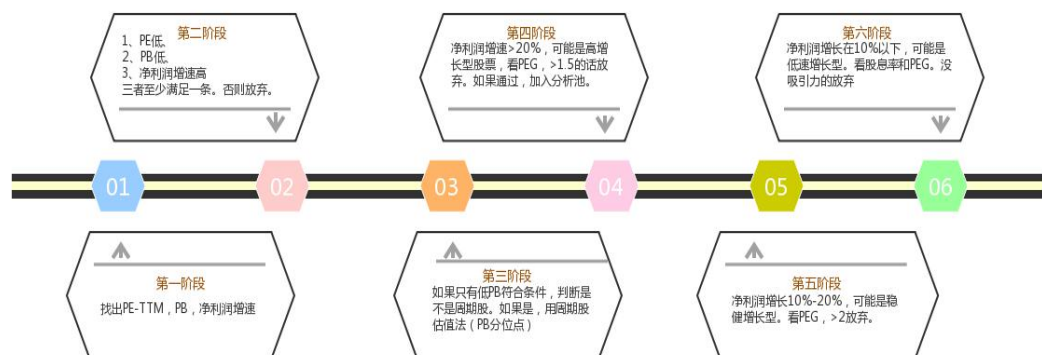 第二阶段
1、PE低、
2、PB低、
3、净利润增速高
三者至少满足一条。否则放弃。
第四阶段
净利润增速>20%，可能是高增
长型股票，看PEG，>1.5的话放
弃。如果通过，加入分析池。
第六阶段
净利润增长在10%以下，可能是
低速增长型。看股息率和PEG。没
吸引力的放弃
01
02
03
04
05
06
第一阶段
找出PE-TTM，PB，净利润增速
第三阶段
如果只有低PB符合条件，判断是
不是周期股。如果是，用周期股
估值法（PB分位点）
第五阶段
净利润增长10%-20%，可能是稳
健增长型。看PEG，>2放弃。